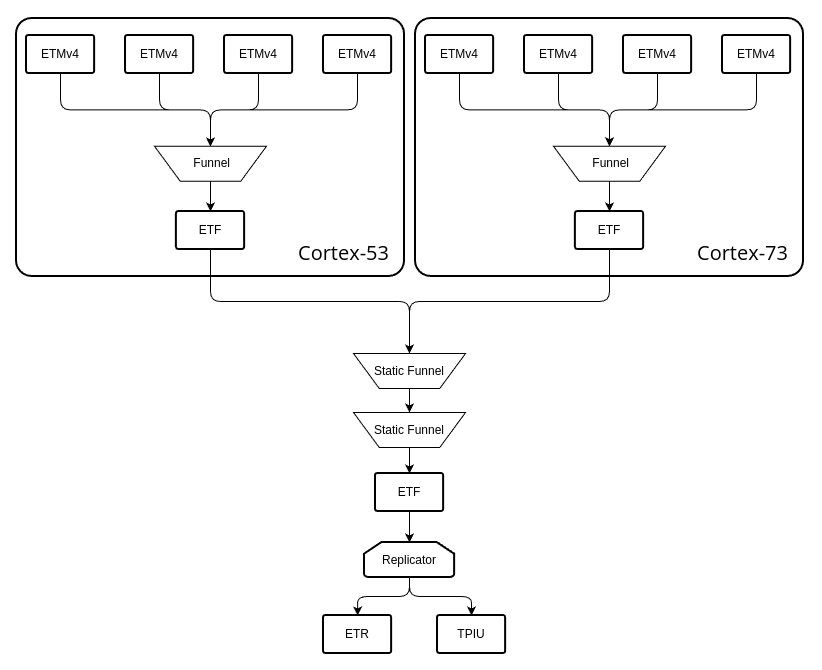 ETMv4 ETMv4 ETMv4 ETMv4
Funnel
ETF
Cortex-53
ETMv4 ETMv4 ETMv4 ETMv4
Funnel
ETF
Cortex-73
Static Funnel
Static Funnel
ETF
Replicator
ETR TPIU